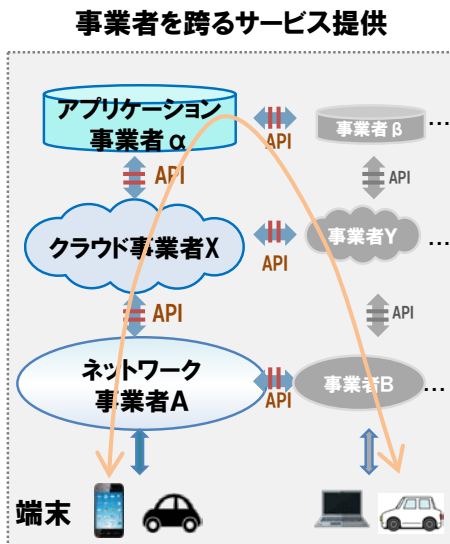 事業者を跨るサービス提供
アプリケーション
事業者α
API
事業者β
...
API
API
クラウド事業者X
API
事業者Y
...
API
API
ネットワーク
事業者A
API
事業者B
...
端末